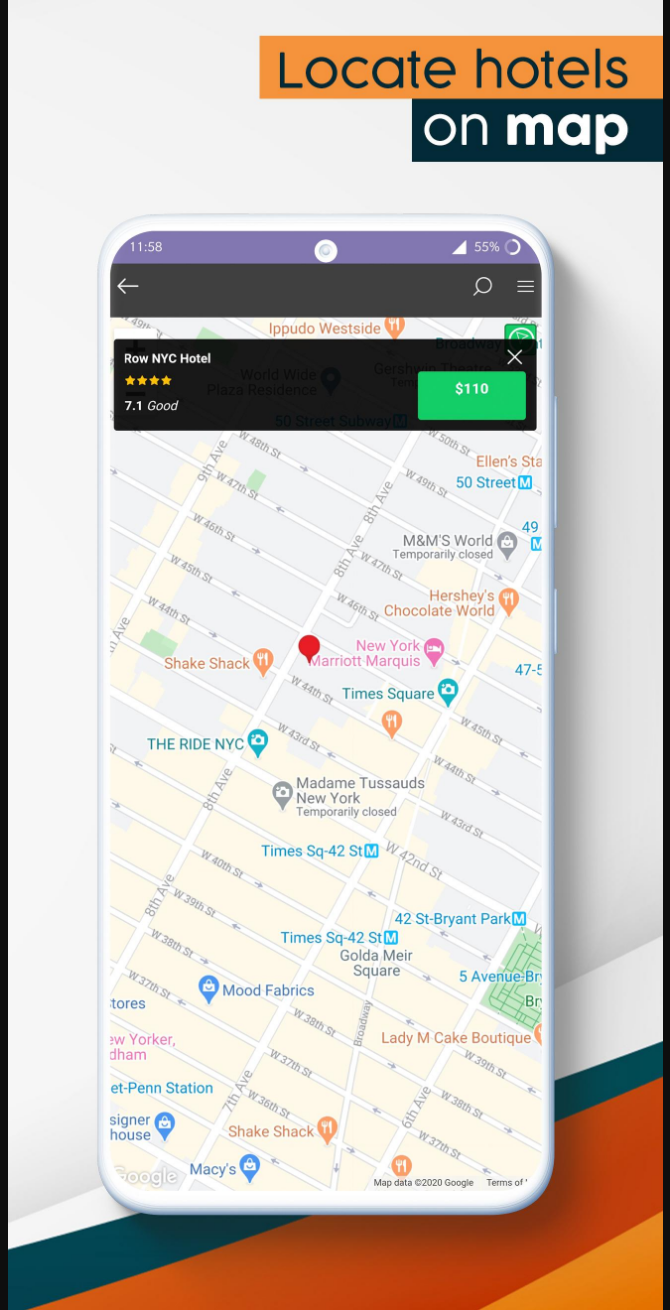 Locate hotels
on map
11:58
55%
W 49th
Ippudo Westside
Broadway
Row NYC Hotel
World Wide
Plaza Residence
Gershwin Theatre
Tem
$110
7.1 Good
50 Street Subway
W 48th St
W 50th St
9th Ave
W 47th St
W 49th St
Ellen's Sta
50 Street M
8th Ave
W 46th St
49
M
M&M'S World
Temporarily closed
8th Ave
W 47th St
W 45th St
Hershey's
Chocolate World
W 46th St
W 44th St
h Ave
New York
Marriott Marquis
Shake Shack
47-5
W 44th St
Times Square
W 45th St
W 43rd St
THE RIDE NYC
W 44th St
8th Ave
Madame Tussauds
New York
Temporarily closed
W 43rd St
Times Sq-42 St M
W 42nd St
W 40th St
8th Ave
W 39th St
42 St-Bryant Park M
Times Sq-42 St M
W 38th St
Golda Meir
Square
5 Avenue-Bry
W 37th St
Mood Fabrics
Bry
tores
W 38th St
Broadway
ew Yorker,
dham
Lady M Cake Boutique
W 37th St
W 39th St
et-Penn Station
7th Ave
W 36th St
6th Ave
W 38th St
signer
house
Shake Shack
W 37th St
Macy's
Google
Map data ©2020 Google
Terms of